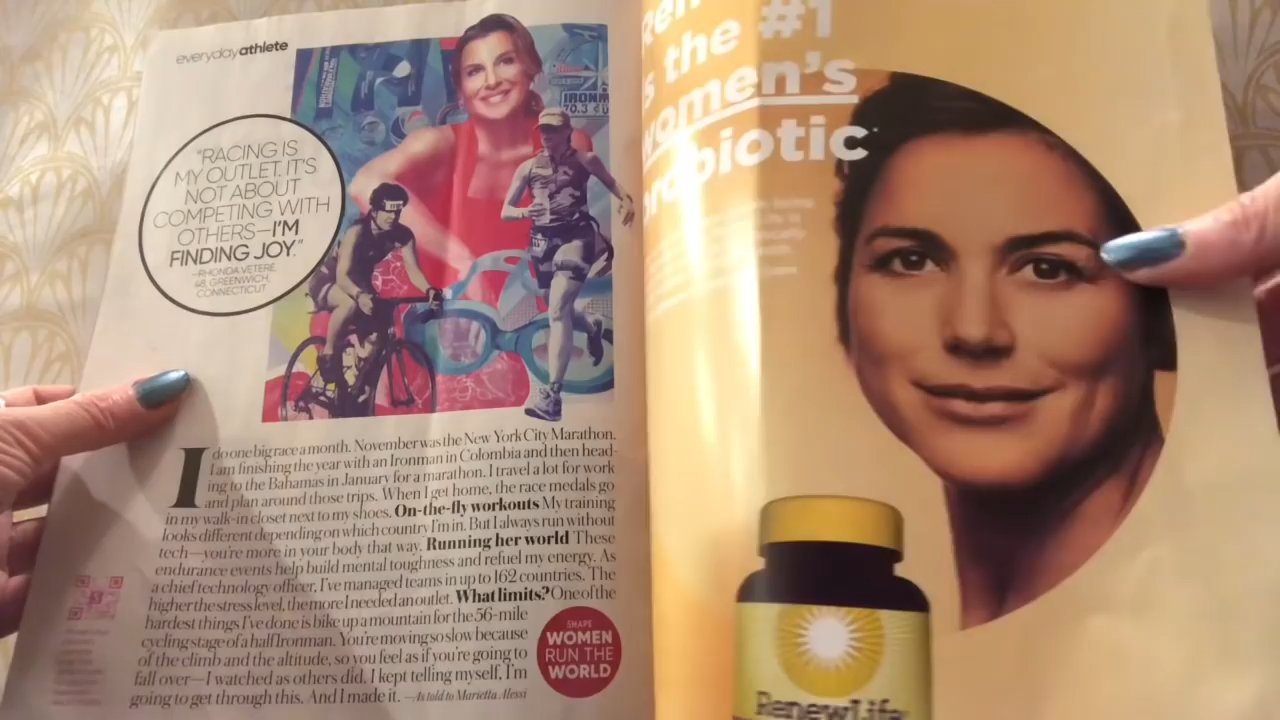 everydayathlete
"RACING IS
MY OUTLET. IT'S
NOT ABOUT
COMPETING WITH
OTHERS—I'M
FINDING JOY."
—RHONDA VETERE,
48, GREENWICH,
CONNECTICUT
IRONM
70.3
I do one big race a month. November was the New York City Marathon.
I am finishing the year with an Ironman in Colombia and then head-
ing to the Bahamas in January for a marathon. I travel a lot for work
and plan around those trips. When I get home, the race medals go
in my walk-in closet next to my shoes. On-the-fly workouts My training
looks different depending on which country I'm in. But I always run without
tech—you're more in your body that way. Running her world These
endurance events help build mental toughness and refuel my energy. As
a chief technology officer, I've managed teams in up to 162 countries. The
higher the stress level, the more I needed an outlet. What limits? One of the
hardest things I've done is bike up a mountain for the 56-mile
cycling stage of a half Ironman. You're moving so slow because
of the climb and the altitude, so you feel as if you're going to
fall over—I watched as others did. I kept telling myself, I'm
going to get through this. And I made it. —As told to Marietta Alessi
SHAPE
WOMEN
RUN THE
WORLD
Ren
s the #1
women's
probiotic*
RenewLife